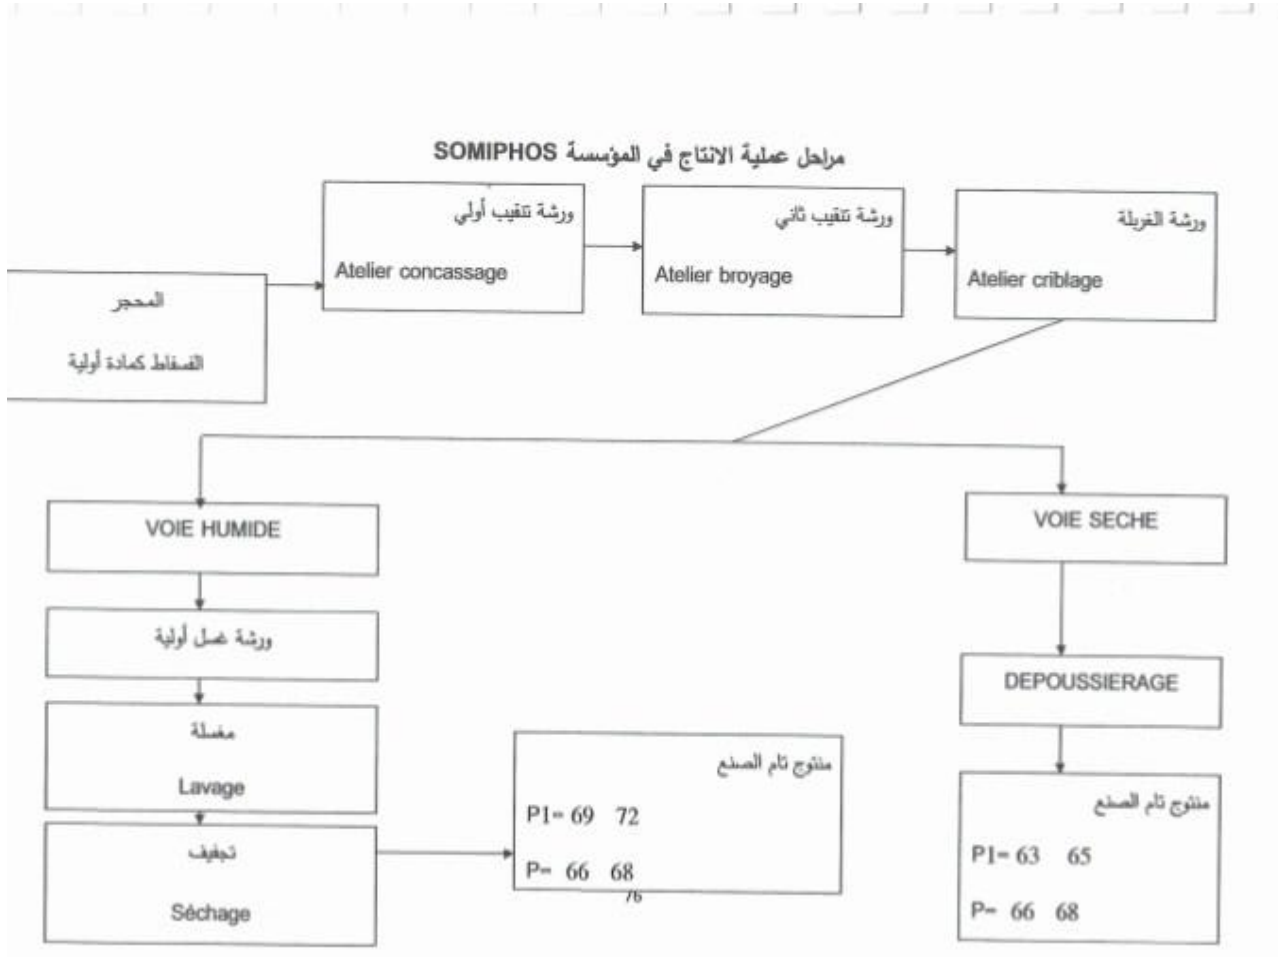 مراحل عملية الانتاج في المؤسسة SOMIPHOS
المحجر
الفسفاط كمادة أولية
ورشة تنقيب أولي
Atelier concassage
ورشة تنقيب ثاني
Atelier broyage
ورشة الغربلة
Atelier criblage
VOIE HUMIDE
ورشة غسل أولية
مغسلة
Lavage
تجفيف
Séchage
منتوج تام الصنع
P1= 69 72
P= 66 68
76
VOIE SECHE
DEPOUSSIERAGE
منتوج تام الصنع
P1= 63 65
P= 66 68